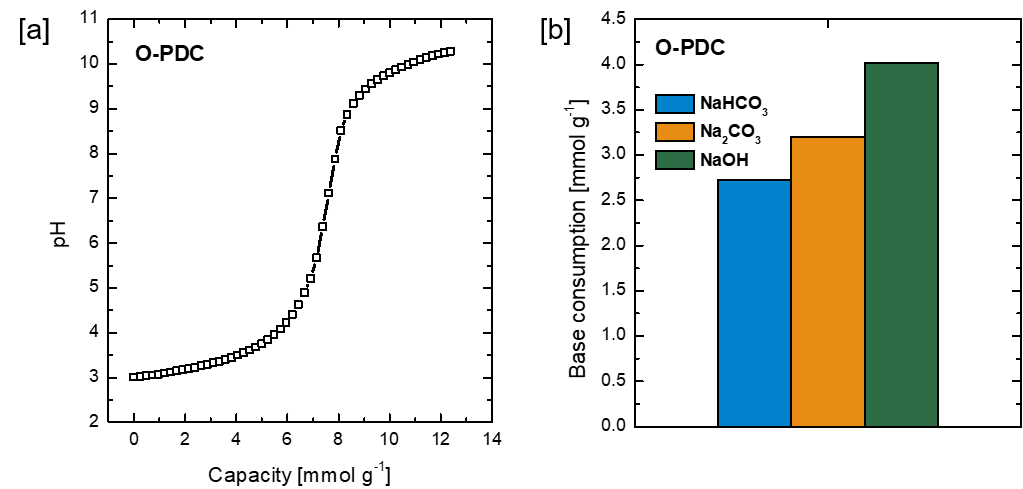 [a]
O-PDC
11
10
9
8
7
6
5
4
3
2
pH
0 2 4 6 8 10 12 14
Capacity [mmol g⁻¹]
[b]
O-PDC
NaHCO₃
Na₂CO₃
NaOH
4.5
4.0
3.5
3.0
2.5
2.0
1.5
1.0
0.5
0.0
Base consumption [mmol g⁻¹]